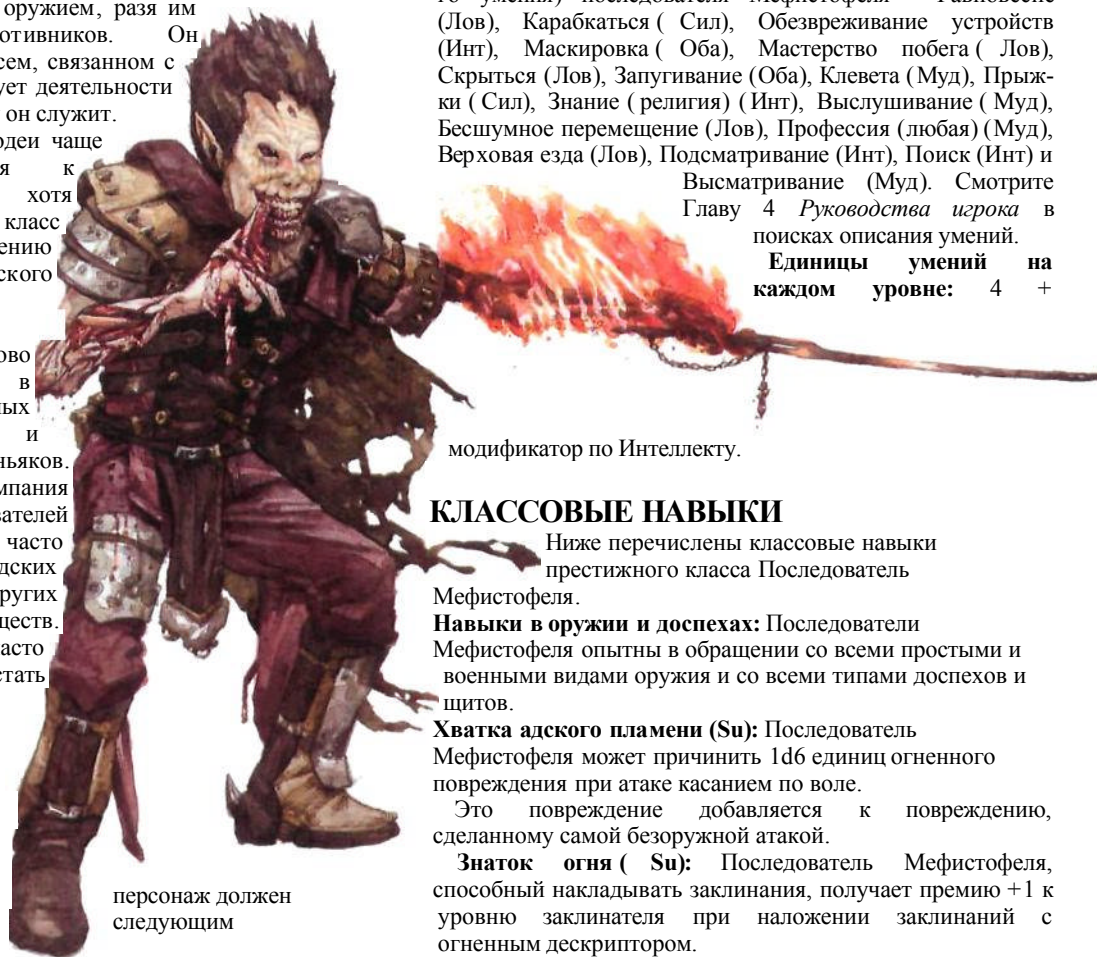 оружием, разя им
отивников. Он
сем, связанном с
ует деятельности
он служит.
одеи чаще
я к
хотя
класс
ению
ского
ово
в
ых
и
ньяков.
мпания
вателей
часто
дских
ругих
ществ.
асто
стать
персонаж должен
следующим
(Лов), Карабкаться ( Сил), Обезвреживание устройств
(Инт), Маскировка ( Оба), Мастерство побега ( Лов),
Скрыться (Лов), Запугивание (Оба), Клевета (Муд), Прыж-
ки ( Сил), Знание ( религия) ( Инт), Выслушивание ( Муд),
Бесшумное перемещение (Лов), Профессия (любая) (Муд),
Верховая езда (Лов), Подсматривание (Инт), Поиск (Инт) и
Высматривание (Муд). Смотрите
Главу 4 Руководства игрока в
поисках описания умений.
Единицы умений на
каждом уровне: 4 +
модификатор по Интеллекту.
КЛАССОВЫЕ НАВЫКИ
Ниже перечислены классовые навыки
престижного класса Последователь
Мефистофеля.
Навыки в оружии и доспехах: Последователи
Мефистофеля опытны в обращении со всеми простыми и
военными видами оружия и со всеми типами доспехов и
щитов.
Хватка адского пламени (Su): Последователь
Мефистофеля может причинить 1d6 единиц огненного
повреждения при атаке касанием по воле.
Это повреждение добавляется к повреждению,
сделанному самой безоружной атакой.
Знаток огня ( Su): Последователь Мефистофеля,
способный накладывать заклинания, получает премию +1 к
уровню заклинателя при наложении заклинаний с
огненным дескриптором.